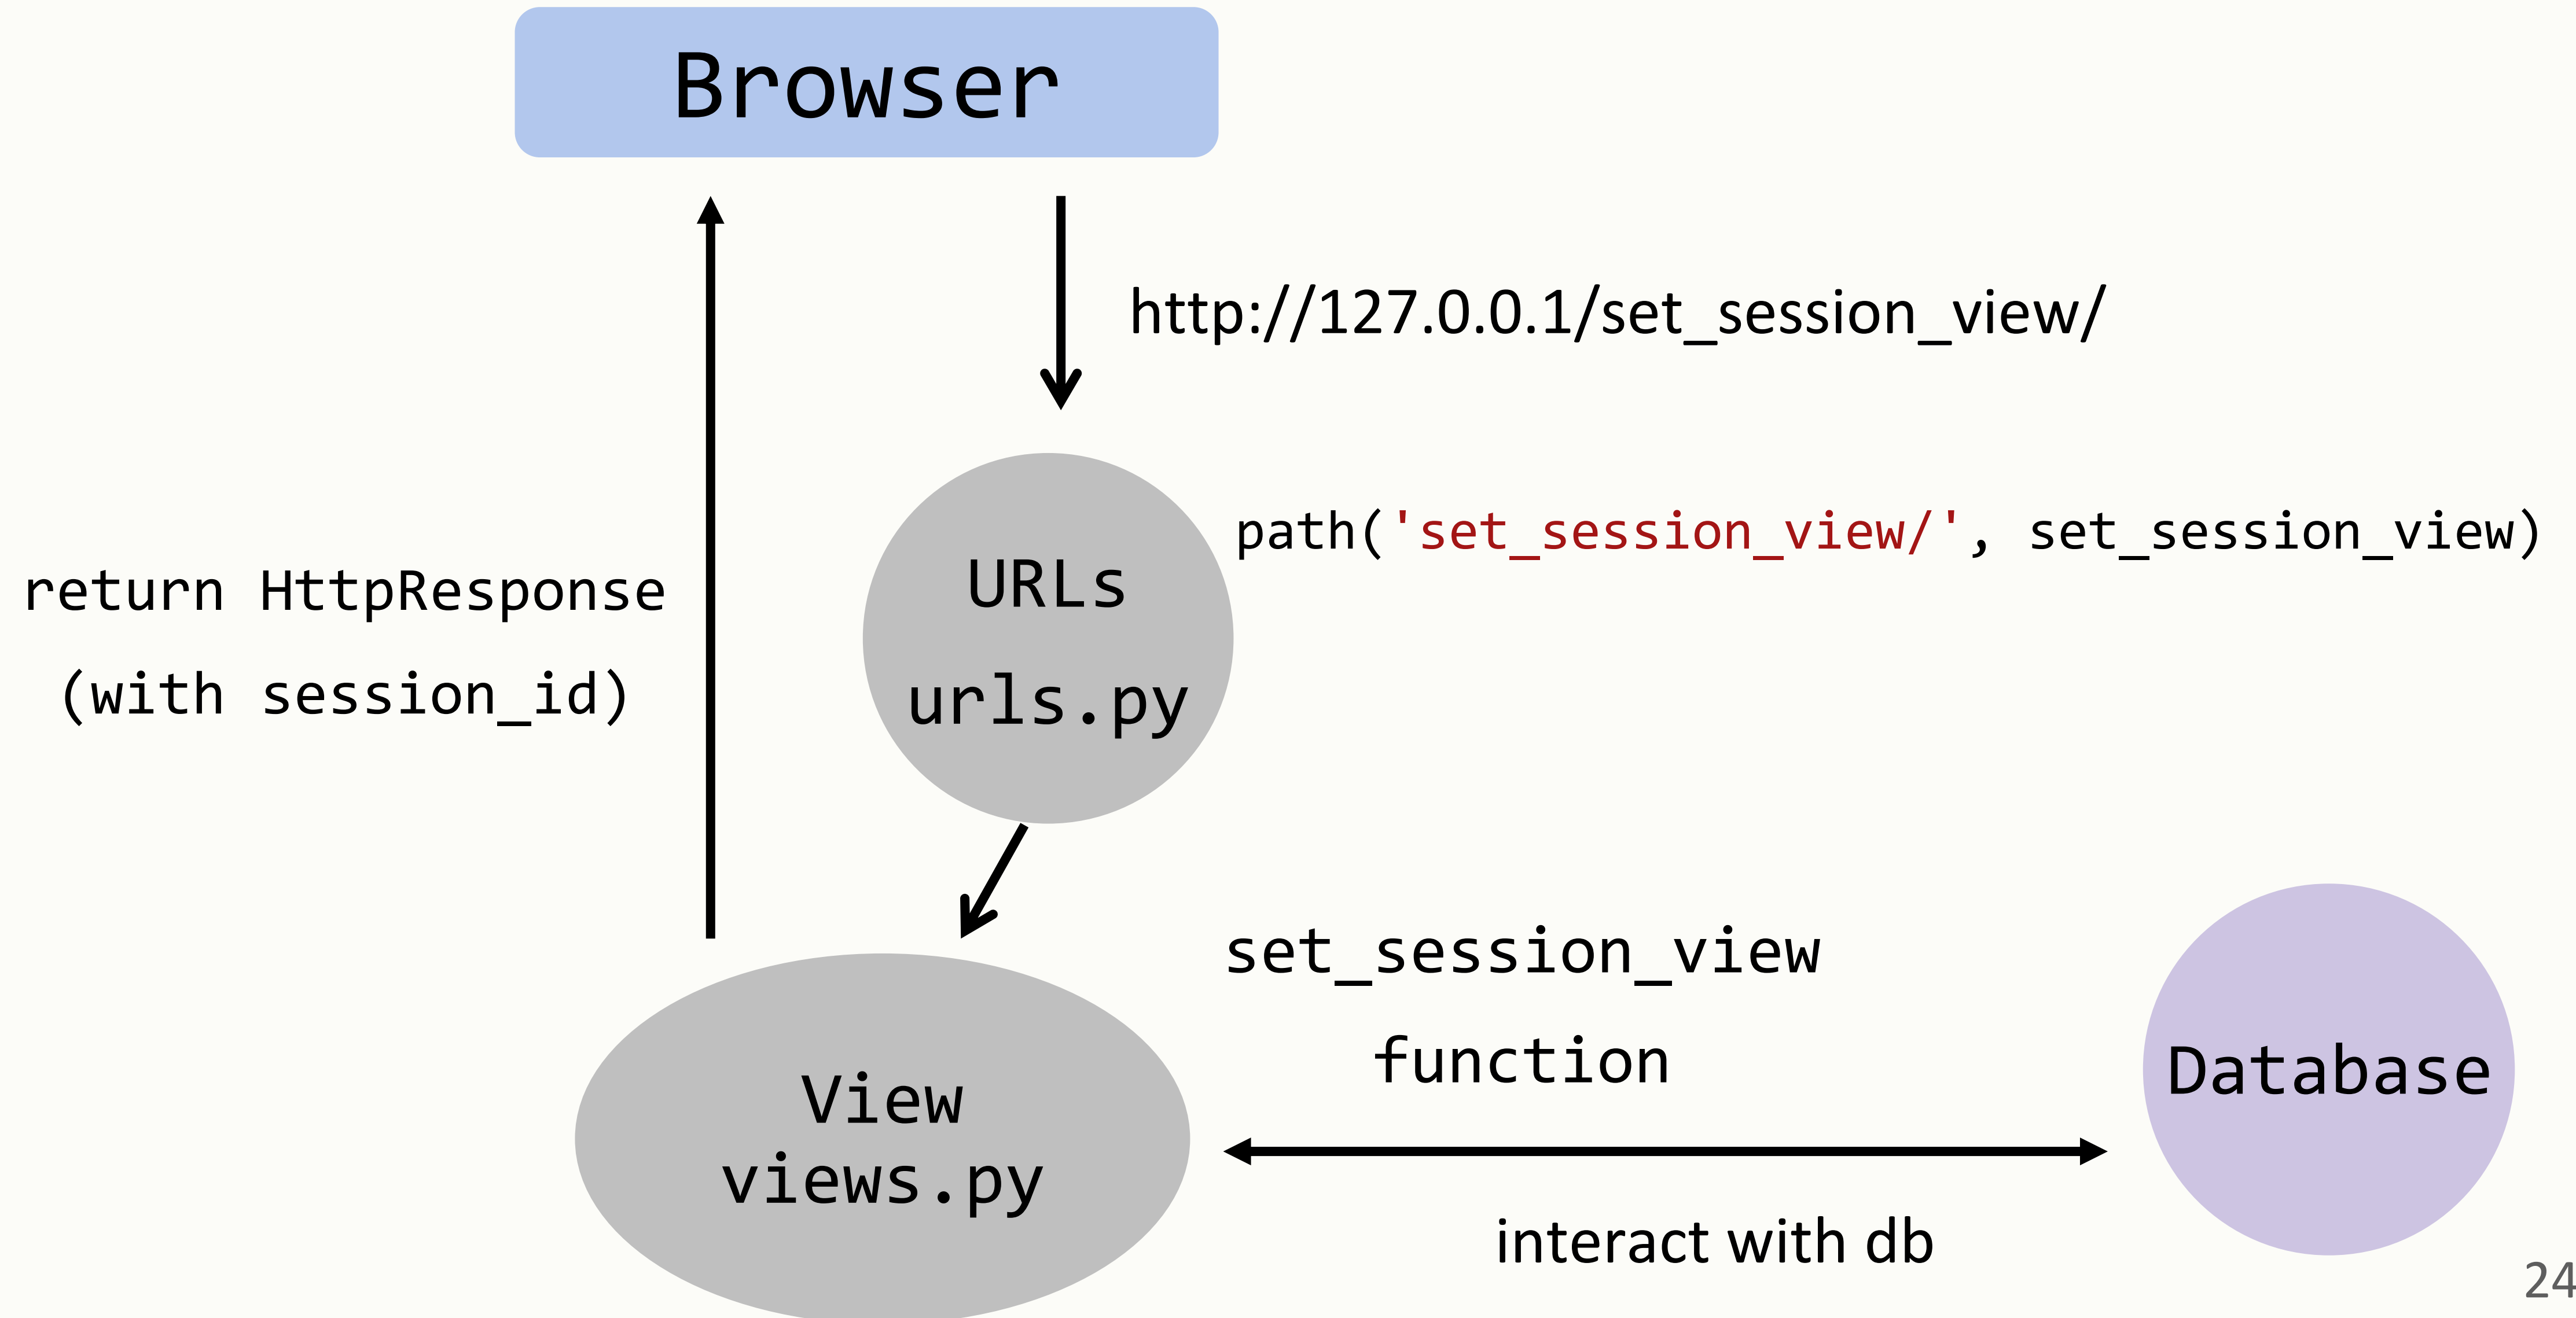 Browser
http://127.0.0.1/set_session_view/
path('set_session_view/', set_session_view)
URLs
urls.py
return HttpResponse
(with session_id)
set_session_view
function
Database
View
views.py
interact with db
24